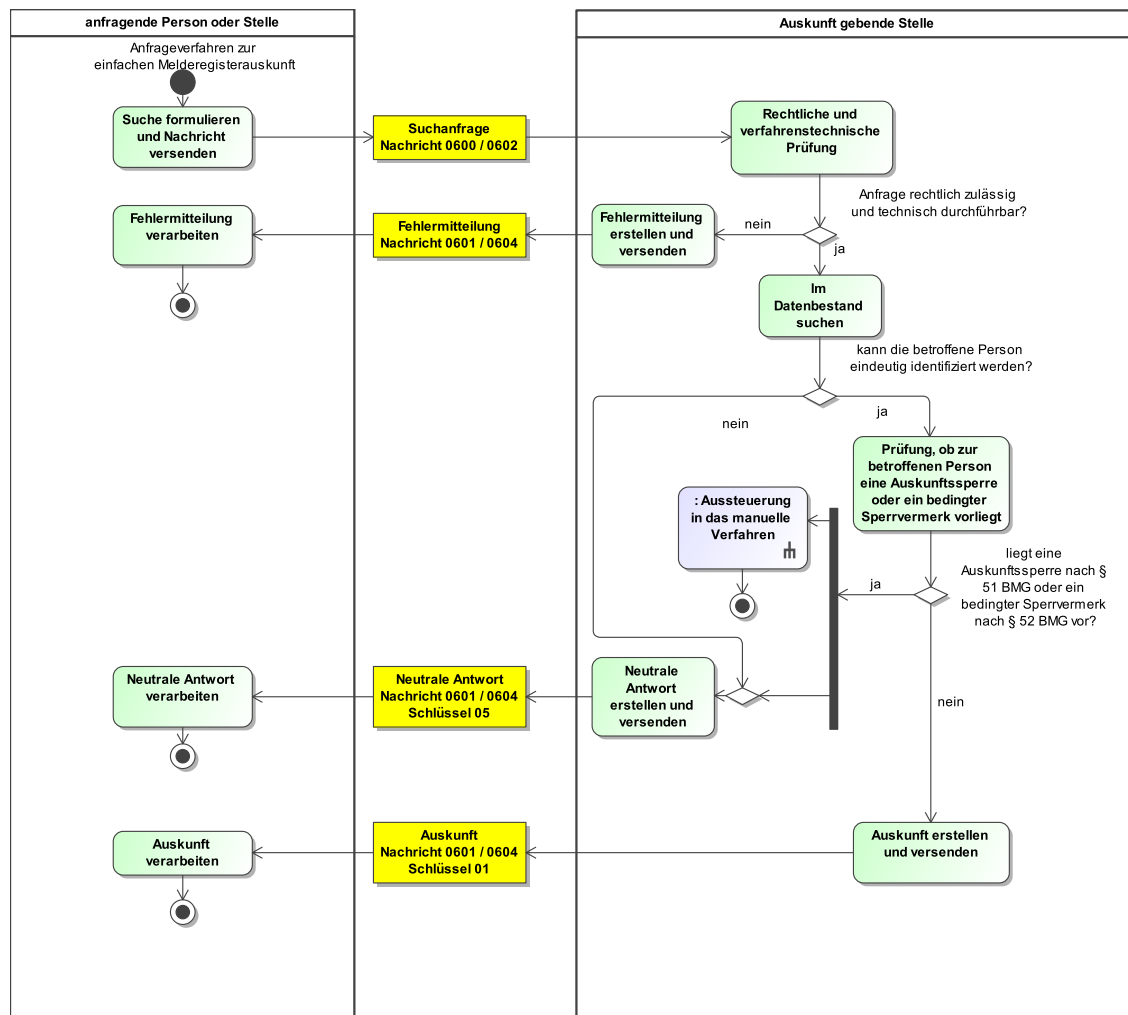 anfragende Person oder Stelle
Auskunft gebende Stelle
Anfrageverfahren zur
einfachen Melderegisterauskunft
Suche formulieren
und Nachricht
versenden
Suchanfrage
Nachricht 0600 / 0602
Rechtliche und
verfahrenstechnische
Prüfung
Anfrage rechtlich zulässig
und technisch durchführbar?
Fehlermitteilung
verarbeiten
Fehlermitteilung
Nachricht 0601 / 0604
Fehlermitteilung
erstellen und
versenden
nein
ja
Im
Datenbestand
suchen
kann die betroffene Person
eindeutig identifiziert werden?
nein
ja
Prüfung, ob zur
betroffenen Person
eine Auskunftssperre
oder ein bedingter
Sperrvermerk vorliegt
: Aussteuerung
in das manuelle
Verfahren
liegt eine
Auskunftssperre nach §
51 BMG oder ein
bedingter Sperrvermerk
nach § 52 BMG vor?
ja
nein
Neutrale Antwort
verarbeiten
Neutrale Antwort
Nachricht 0601 / 0604
Schlüssel 05
Neutrale
Antwort
erstellen und
versenden
Auskunft
verarbeiten
Auskunft
Nachricht 0601 / 0604
Schlüssel 01
Auskunft erstellen
und versenden